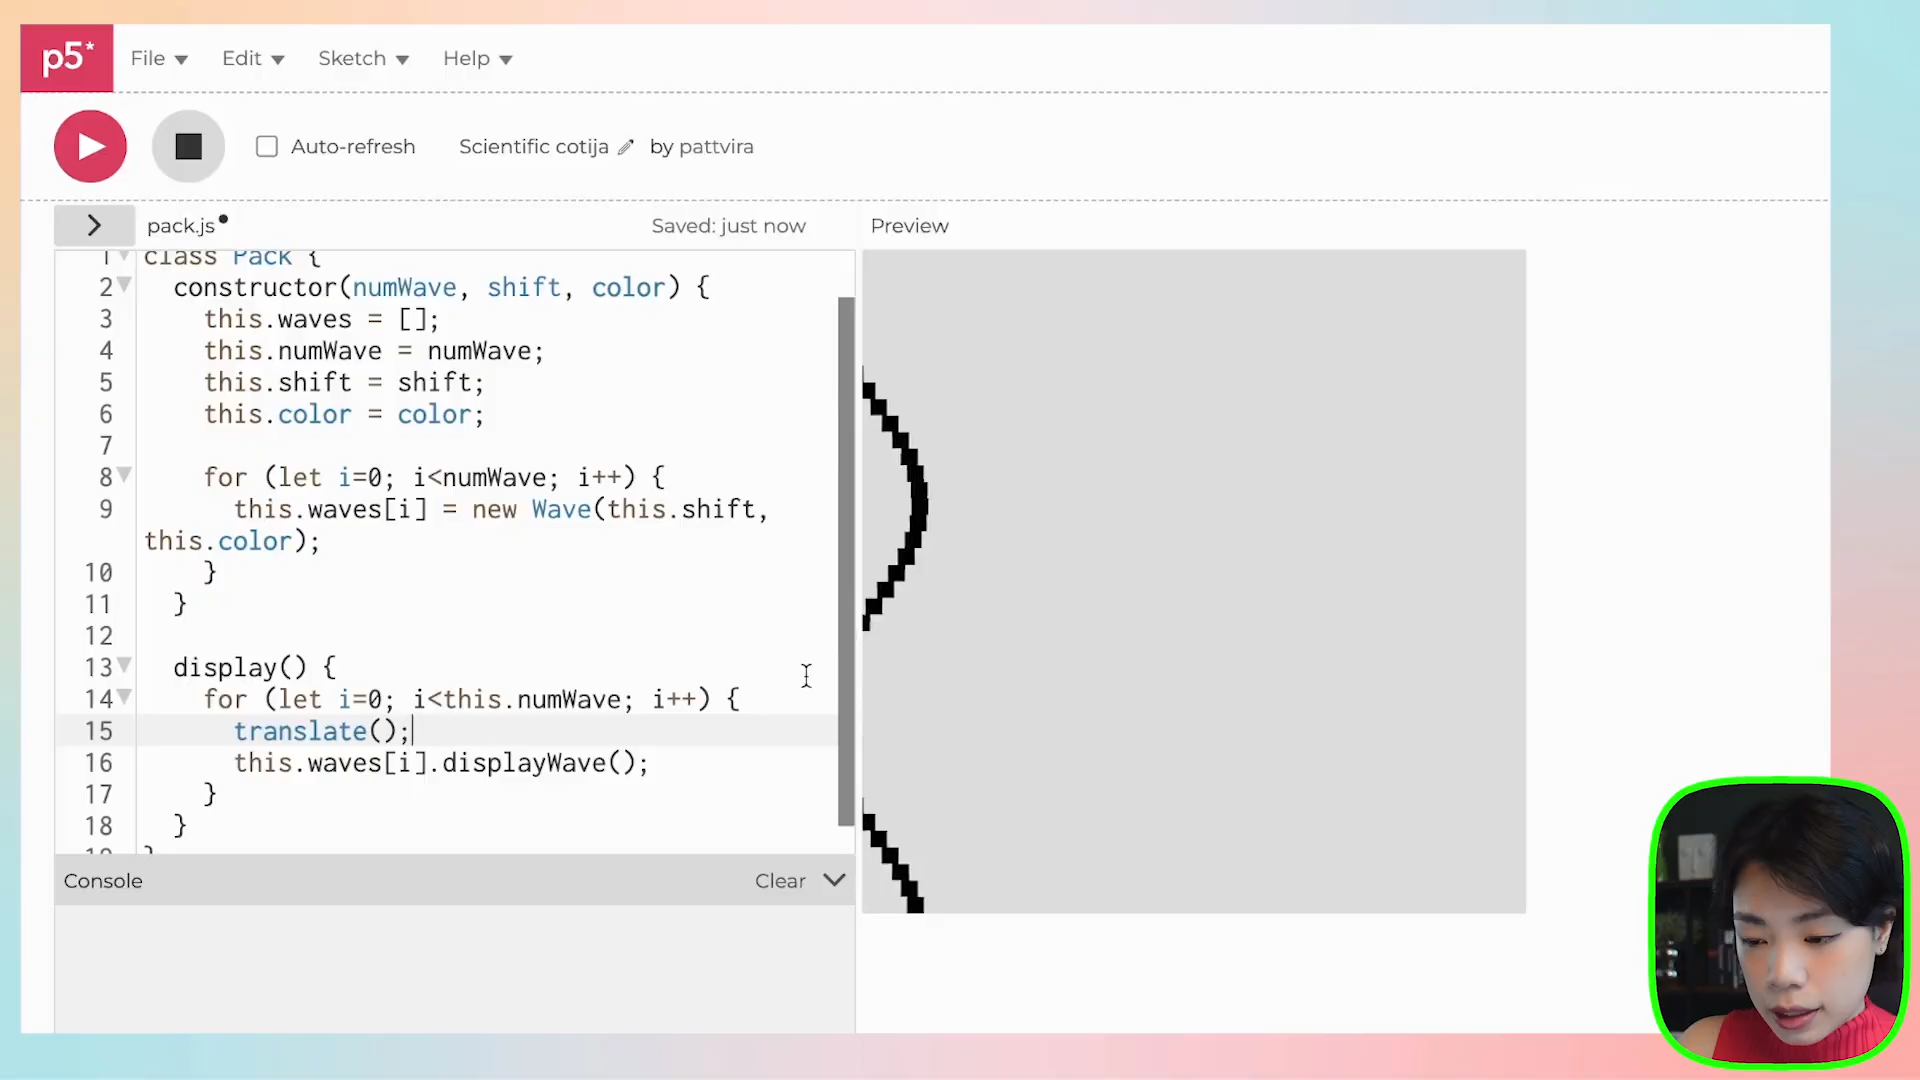 p5* File Edit Sketch Help
Auto-refresh Scientific cotija by pattvira
pack.js Saved: just now Preview
1 class Pack {
2 constructor(numWave, shift, color) {
3 this.waves = [];
4 this.numWave = numWave;
5 this.shift = shift;
6 this.color = color;
7
8 for (let i=0; i<numWave; i++) {
9 this.waves[i] = new Wave(this.shift,
this.color);
10 }
11 }
12
13 display() {
14 for (let i=0; i<this.numWave; i++) {
15 translate();
16 this.waves[i].displayWave();
17 }
18 }
19 }
Console Clear